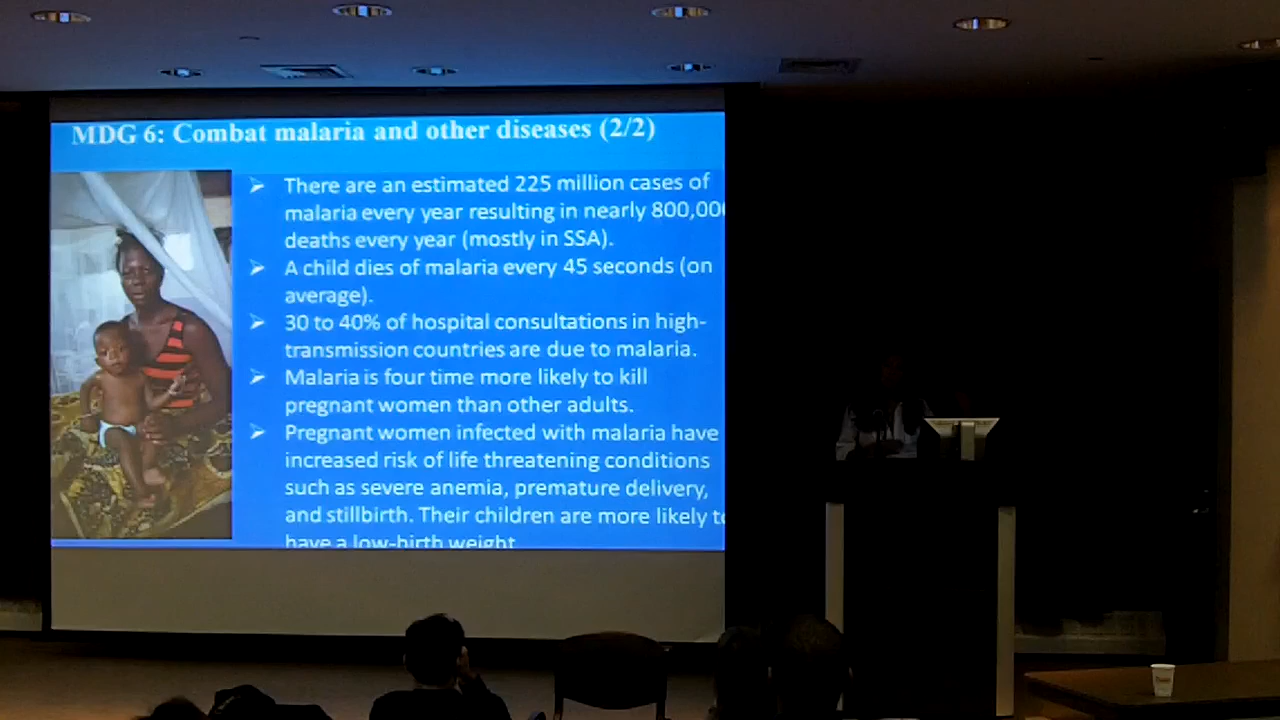 MDG 6: Combat malaria and other diseases (2/2)
➢ There are an estimated 225 million cases of
malaria every year resulting in nearly 800,000
deaths every year (mostly in SSA).
➢ A child dies of malaria every 45 seconds (on
average).
➢ 30 to 40% of hospital consultations in high-
transmission countries are due to malaria.
➢ Malaria is four time more likely to kill
pregnant women than other adults.
➢ Pregnant women infected with malaria have
increased risk of life threatening conditions
such as severe anemia, premature delivery,
and stillbirth. Their children are more likely to
have a low-birth weight